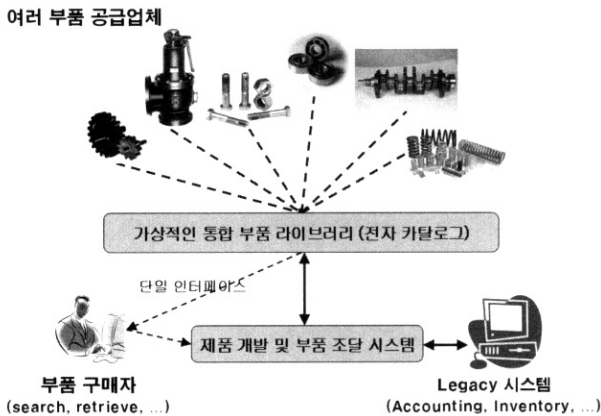 여러 부품 공급업체
가상적인 통합 부품 라이브러리 (전자 카탈로그)
단일 인터페이스
제품 개발 및 부품 조달 시스템
부품 구매자
(search, retrieve, ...)
Legacy 시스템
(Accounting, Inventory, ...)